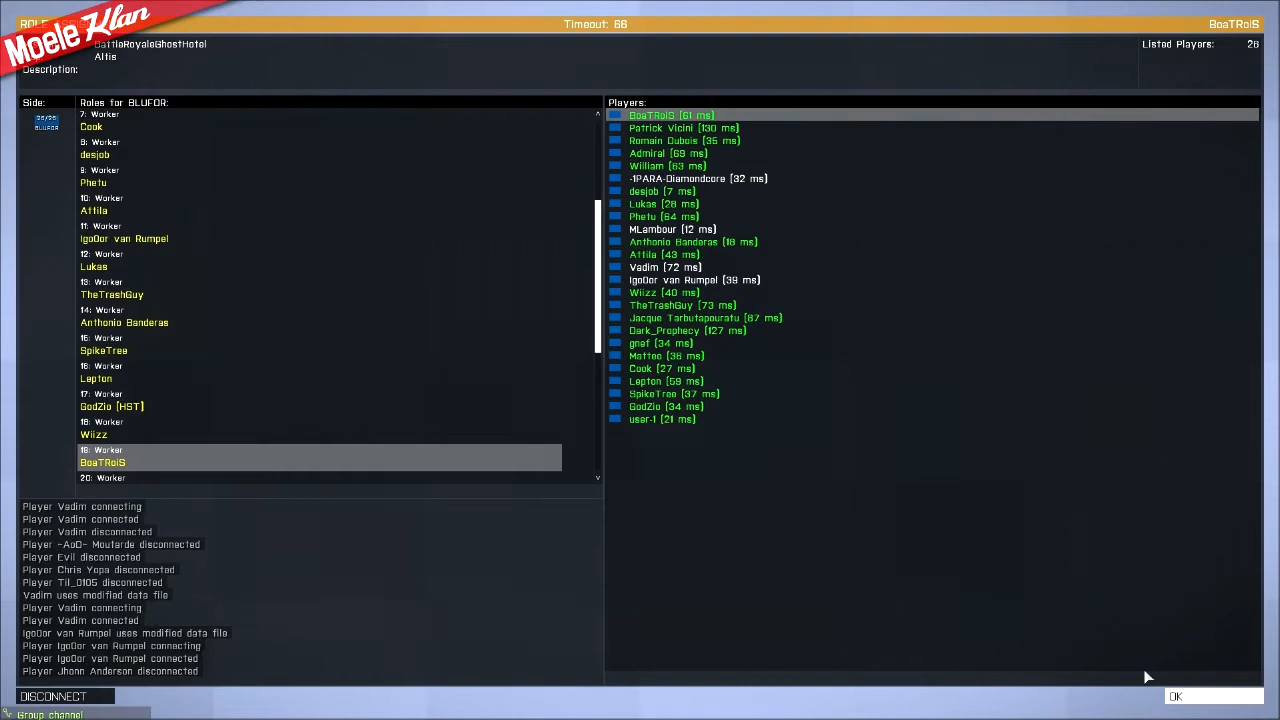 Moele Klan
Timeout: 66
BoaTRoiS
BattleRoyaleGhostHotel
Listed Players: 26
Altis
Description:
Side:
Roles for BLUFOR:
Players:
BLUFOR
7: Worker
Cook
8: Worker
desjob
9: Worker
Phetu
10: Worker
Attila
11: Worker
IgoOor van Rumpel
12: Worker
Lukas
13: Worker
TheTrashGuy
14: Worker
Anthonio Banderas
15: Worker
SpikeTree
16: Worker
Lepton
17: Worker
GodZio [HST]
18: Worker
Wiizz
19: Worker
BoaTRoiS
20: Worker
BoaTRoiS [61 ms]
Patrick Vicini [130 ms]
Romain Dubois [35 ms]
Admiral [69 ms]
William [63 ms]
-1PARA-Diamondcore [32 ms]
desjob [7 ms]
Lukas [28 ms]
Phetu [64 ms]
MLambour [12 ms]
Anthonio Banderas [18 ms]
Attila [43 ms]
Vadim [72 ms]
IgoOor van Rumpel [39 ms]
Wiizz [40 ms]
TheTrashGuy [73 ms]
Jacque Tarbutapouratu [87 ms]
Dark_Prophecy [127 ms]
gnef [34 ms]
Matteo [36 ms]
Cook [27 ms]
Lepton [59 ms]
SpikeTree [37 ms]
GodZio [34 ms]
user-1 [21 ms]
Player Vadim connecting
Player Vadim connected
Player Vadim disconnected
Player -AoD- Moutarde disconnected
Player Evil disconnected
Player Chris Yopa disconnected
Player Til_0105 disconnected
Vadim uses modified data file
Player Vadim connecting
Player Vadim connected
IgoOor van Rumpel uses modified data file
Player IgoOor van Rumpel connecting
Player IgoOor van Rumpel connected
Player Jhonn Anderson disconnected
DISCONNECT
OK
Group channel